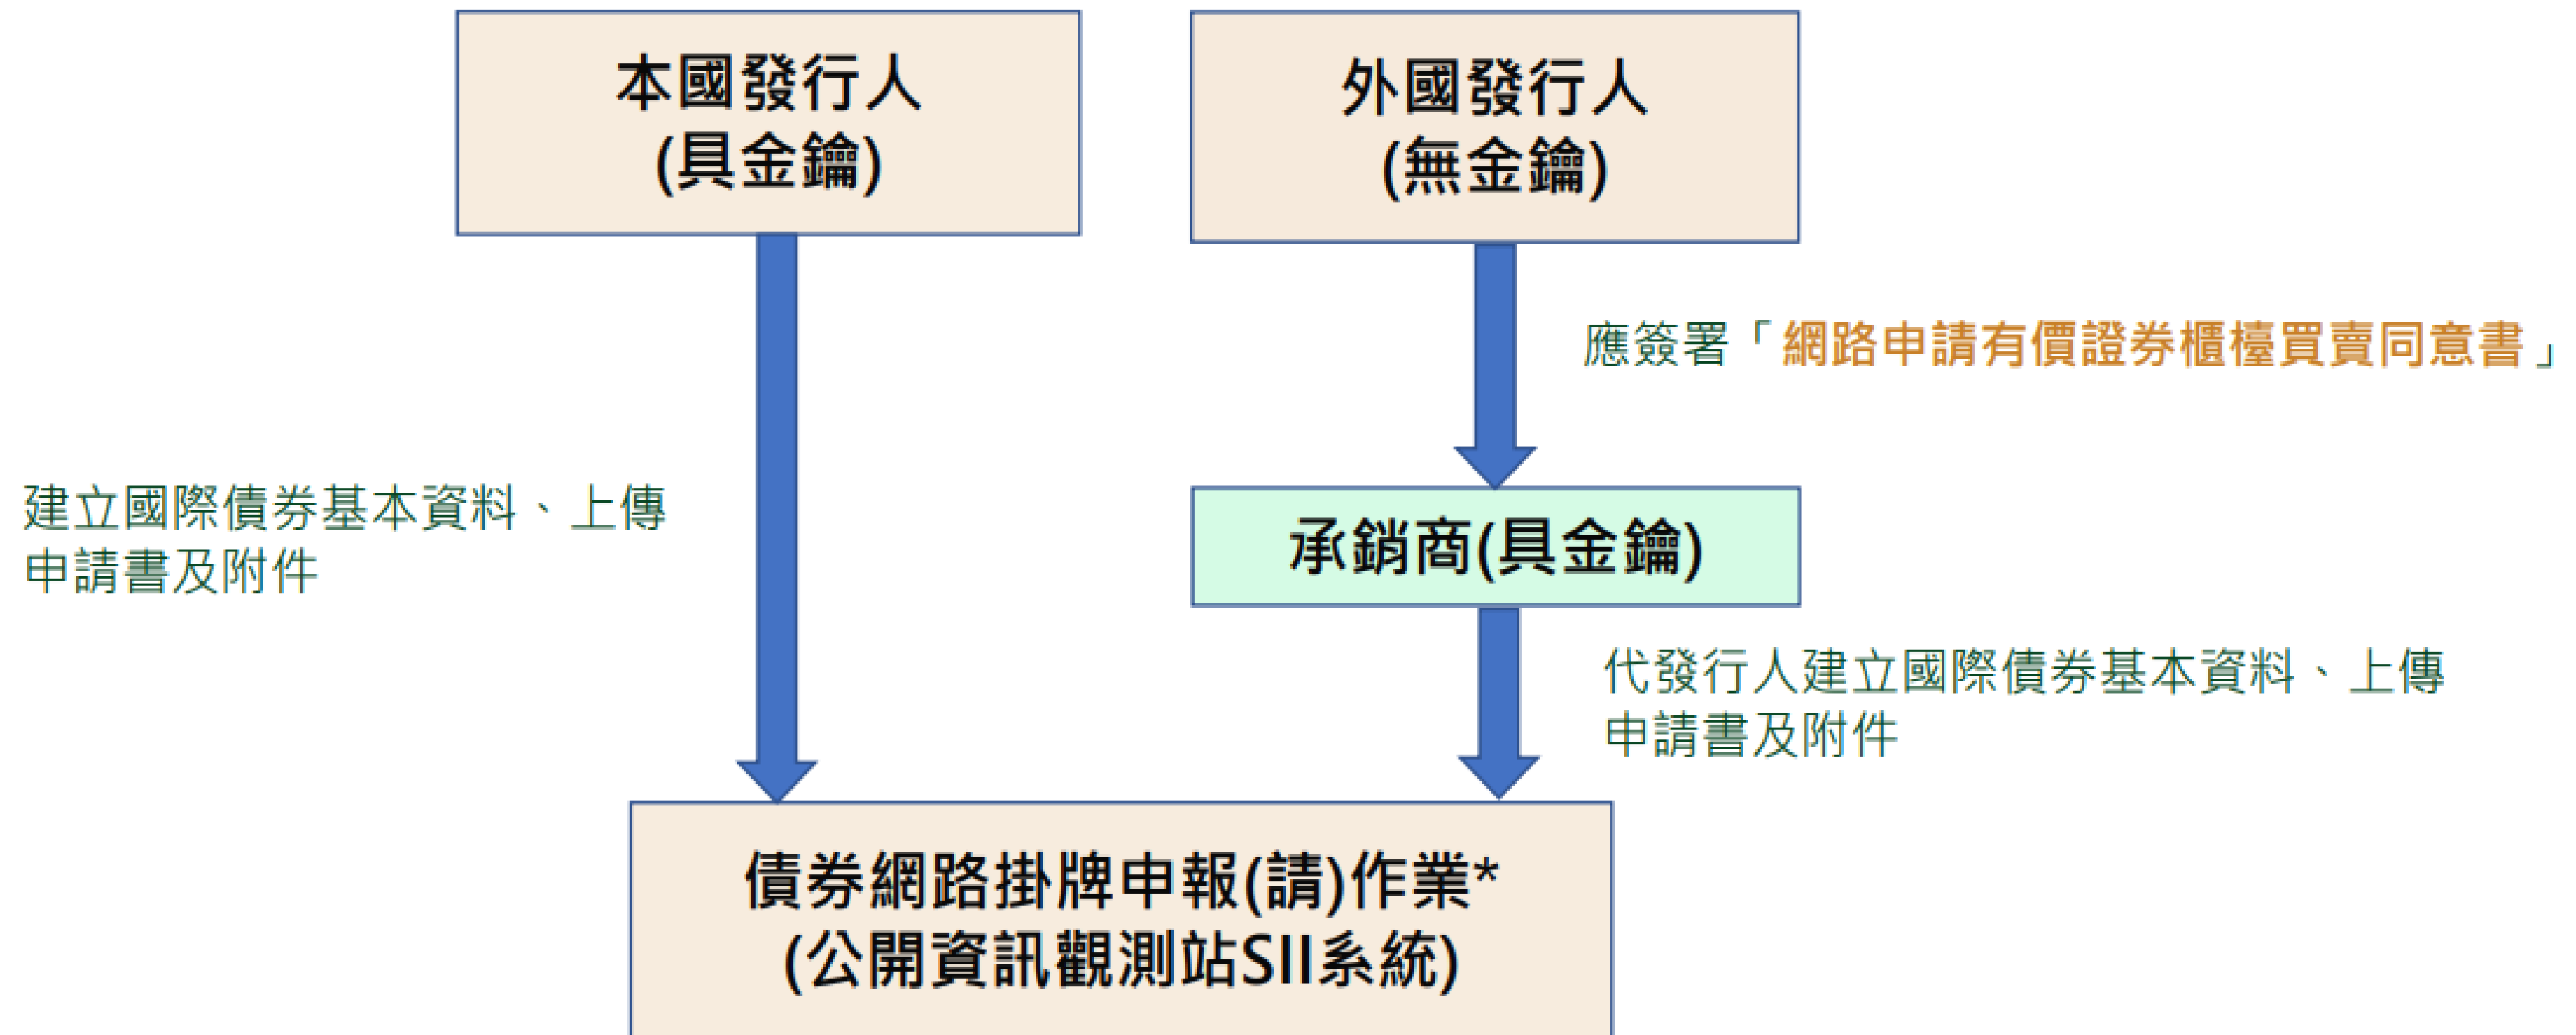 本國發行人
(具金鑰)
外國發行人
(無金鑰)
應簽署「網路申請有價證券櫃檯買賣同意書」
建立國際債券基本資料、上傳
申請書及附件
承銷商(具金鑰)
代發行人建立國際債券基本資料、上傳
申請書及附件
債券網路掛牌申報(請)作業*
(公開資訊觀測站SII系統)